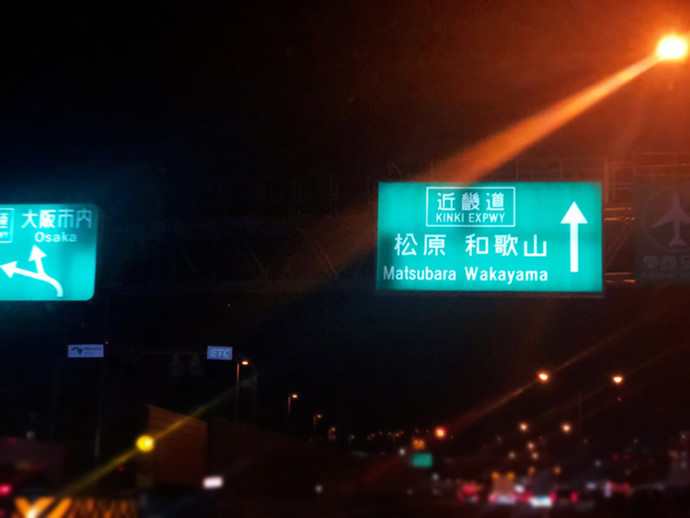 大阪市内
Osaka
近畿道
KINKI EXPWY
松原 和歌山
Matsubara Wakayama
ETC